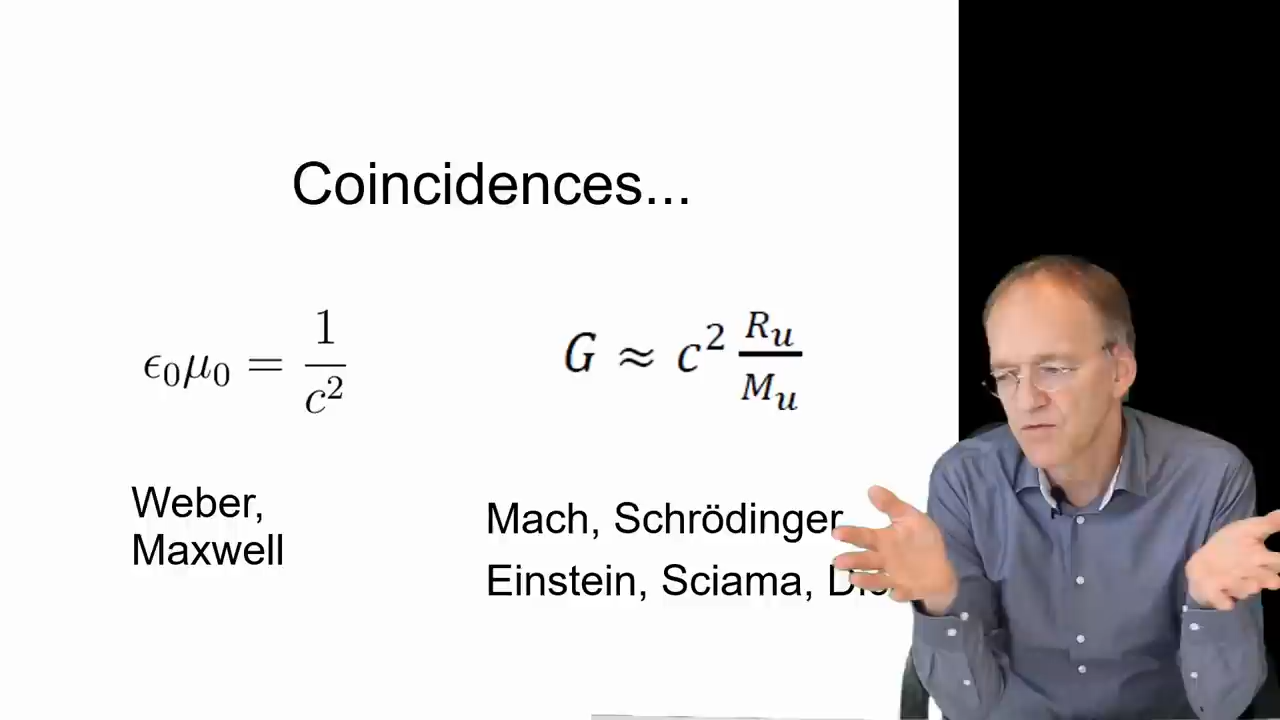 Coincidences...
ϵ₀μ₀ = 1/c²
G ≈ c² Rᵤ/Mᵤ
Weber,
Maxwell
Mach, Schrödinger,
Einstein, Sciama,